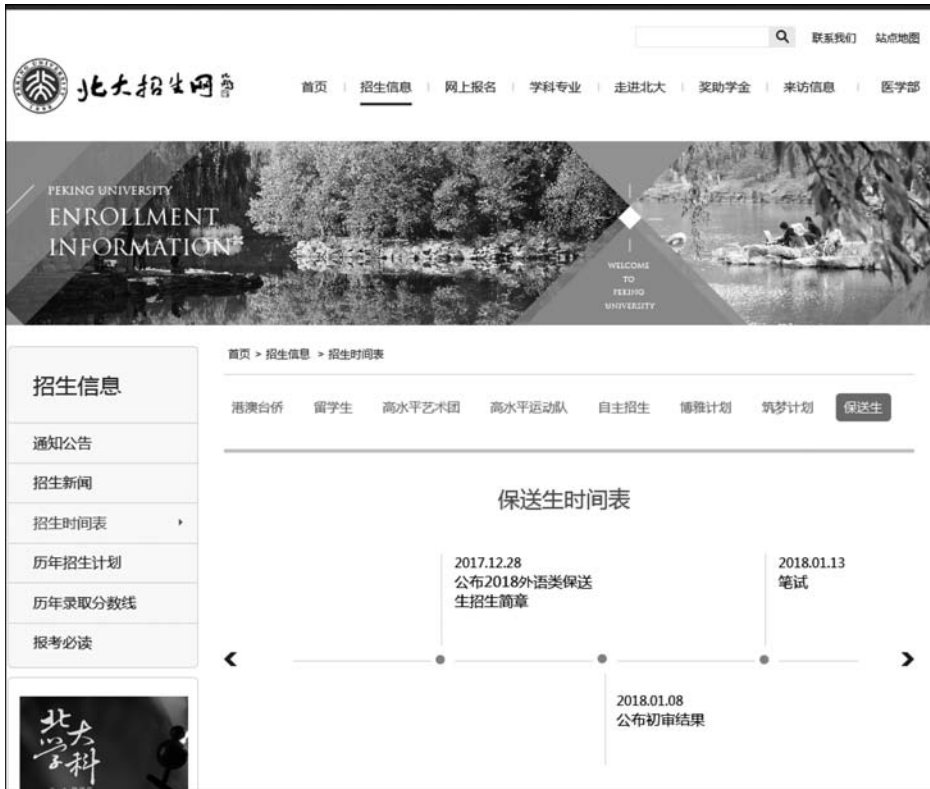 联系我们 站点地图
北大招生网
首页 招生信息 网上报名 学科专业 走进北大 奖助学金 来访信息 医学部
PEKING UNIVERSITY
ENROLLMENT
INFORMATION
WELCOME
TO
PEKING
UNIVERSITY
招生信息
通知公告
招生新闻
招生时间表
历年招生计划
历年录取分数线
报考必读
首页 > 招生信息 > 招生时间表
港澳台侨 留学生 高水平艺术团 高水平运动队 自主招生 博雅计划 筑梦计划 保送生
保送生时间表
2017.12.28
公布2018外语类保送
生招生简章
2018.01.08
公布初审结果
2018.01.13
笔试
北大
学科